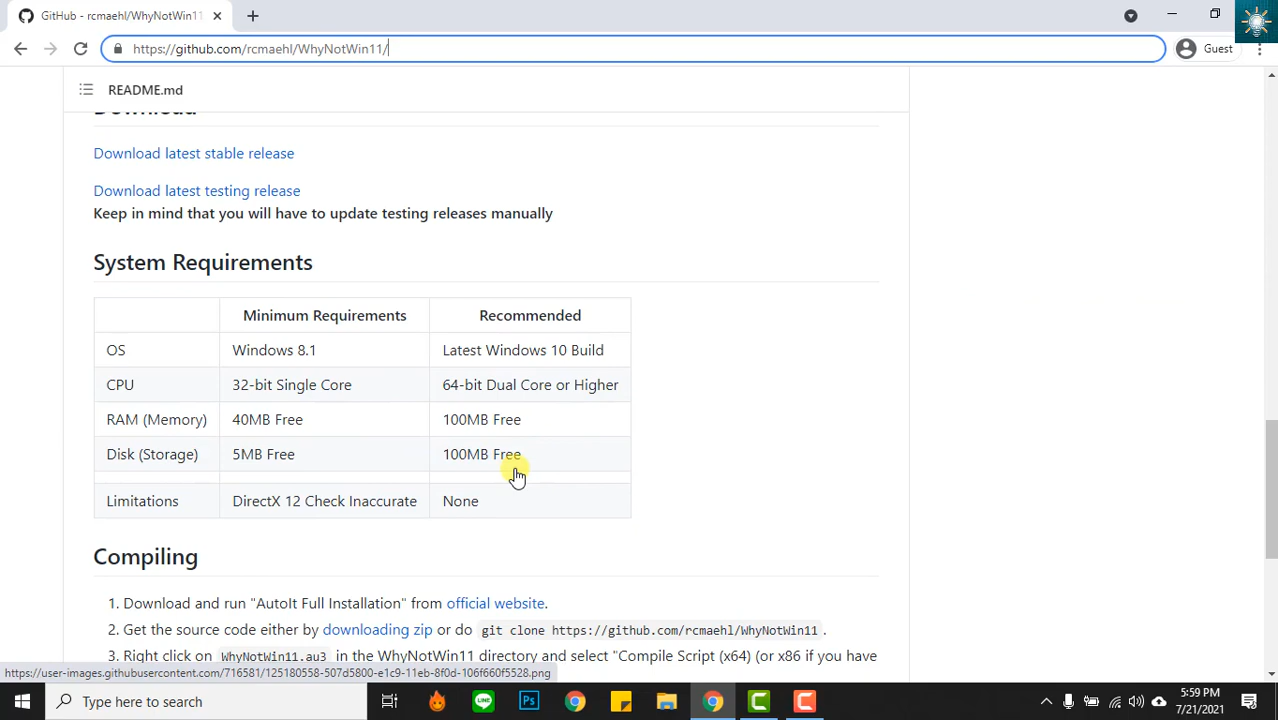 GitHub - rcmaehl/WhyNotWin11
https://github.com/rcmaehl/WhyNotWin11/
Guest
README.md
Download
Download latest stable release
Download latest testing release
Keep in mind that you will have to update testing releases manually
System Requirements
Minimum Requirements Recommended
OS Windows 8.1 Latest Windows 10 Build
CPU 32-bit Single Core 64-bit Dual Core or Higher
RAM (Memory) 40MB Free 100MB Free
Disk (Storage) 5MB Free 100MB Free
Limitations DirectX 12 Check Inaccurate None
Compiling
1. Download and run "AutoIt Full Installation" from official website.
2. Get the source code either by downloading zip or do git clone https://github.com/rcmaehl/WhyNotWin11 .
3. Right click on WhyNotWin11.au3 in the WhyNotWin11 directory and select "Compile Script (x64) (or x86 if you have
https://user-images.githubusercontent.com/716581/125180558-507d5800-e1c9-11eb-8f0d-106f660f5528.png
Type here to search
LINE
Ps
5:59 PM
7/21/2021